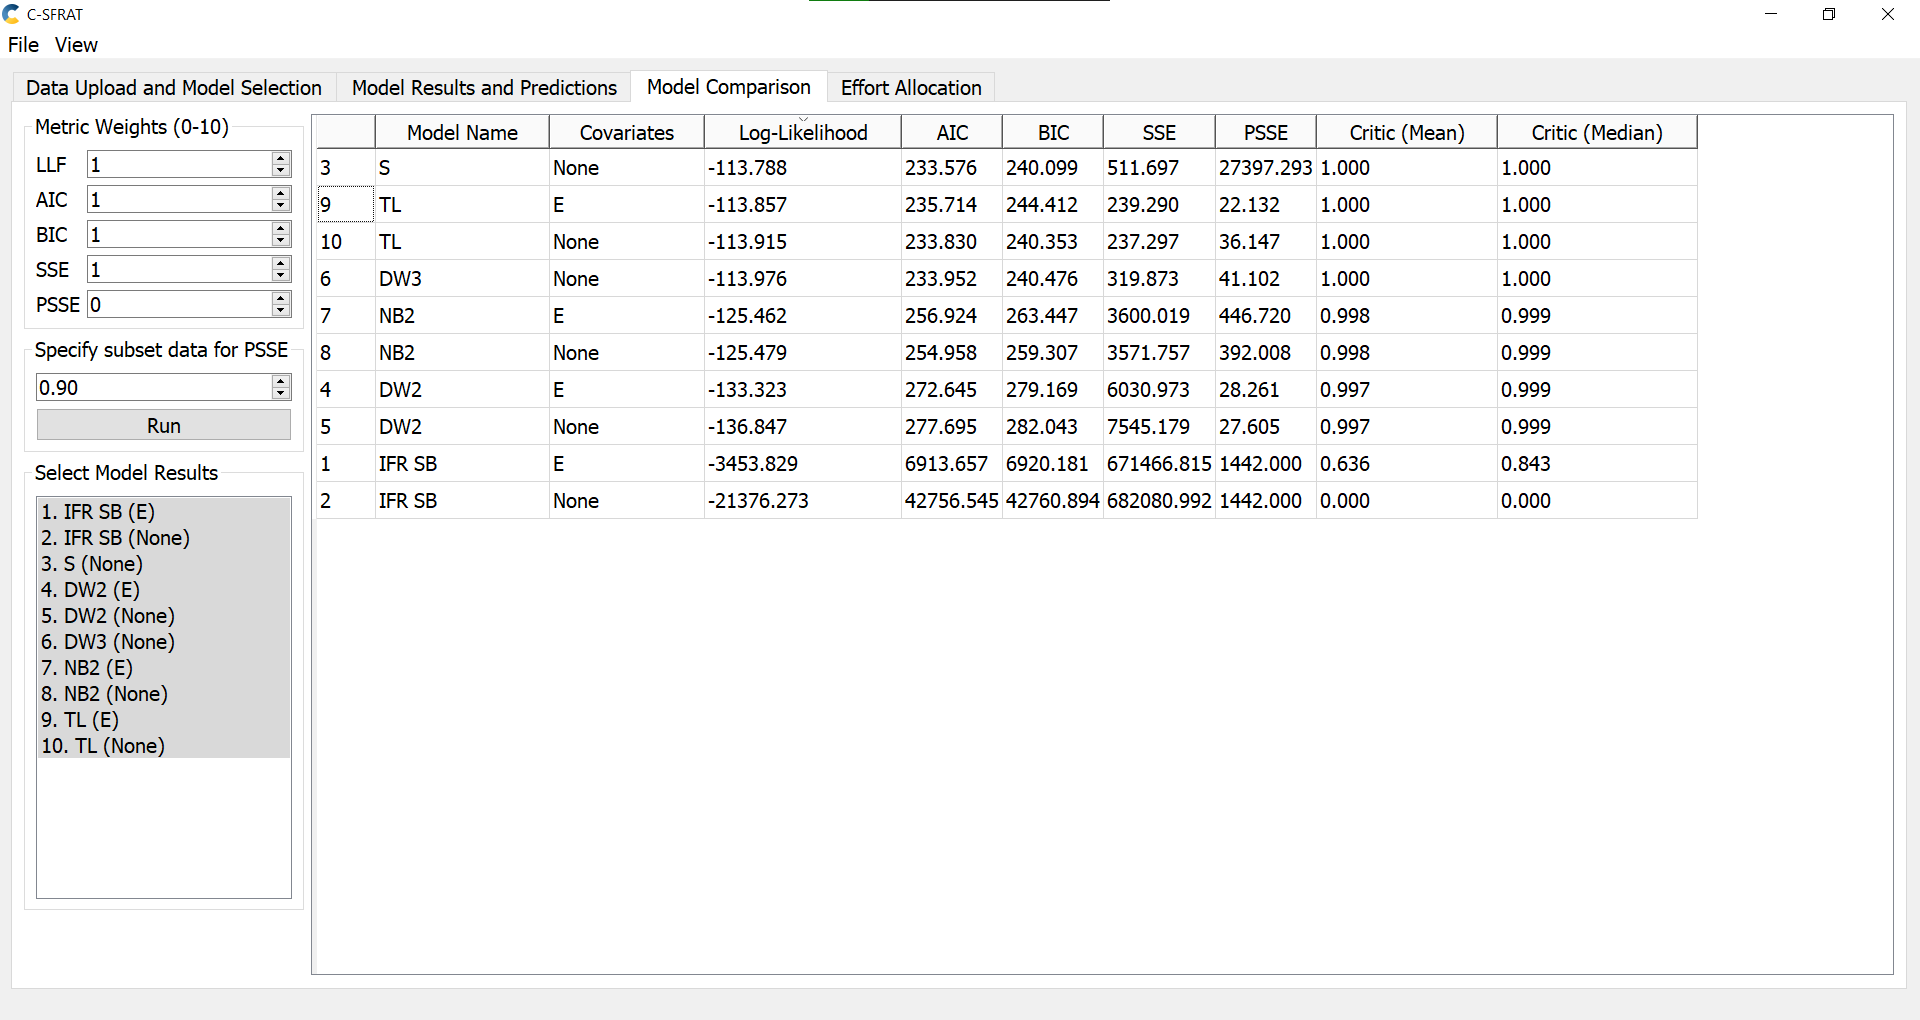 C-SFRAT
File View
Data Upload and Model Selection Model Results and Predictions Model Comparison Effort Allocation
Metric Weights (0-10)
LLF 1
AIC 1
BIC 1
SSE 1
PSSE 0
Specify subset data for PSSE
0.90
Run
Select Model Results
1. IFR SB (E)
2. IFR SB (None)
3. S (None)
4. DW2 (E)
5. DW2 (None)
6. DW3 (None)
7. NB2 (E)
8. NB2 (None)
9. TL (E)
10. TL (None)
Model Name Covariates Log-Likelihood AIC BIC SSE PSSE Critic (Mean) Critic (Median)
3 S None -113.788 233.576 240.099 511.697 27397.293 1.000 1.000
9 TL E -113.857 235.714 244.412 239.290 22.132 1.000 1.000
10 TL None -113.915 233.830 240.353 237.297 36.147 1.000 1.000
6 DW3 None -113.976 233.952 240.476 319.873 41.102 1.000 1.000
7 NB2 E -125.462 256.924 263.447 3600.019 446.720 0.998 0.999
8 NB2 None -125.479 254.958 259.307 3571.757 392.008 0.998 0.999
4 DW2 E -133.323 272.645 279.169 6030.973 28.261 0.997 0.999
5 DW2 None -136.847 277.695 282.043 7545.179 27.605 0.997 0.999
1 IFR SB E -3453.829 6913.657 6920.181 671466.815 1442.000 0.636 0.843
2 IFR SB None -21376.273 42756.545 42760.894 682080.992 1442.000 0.000 0.000